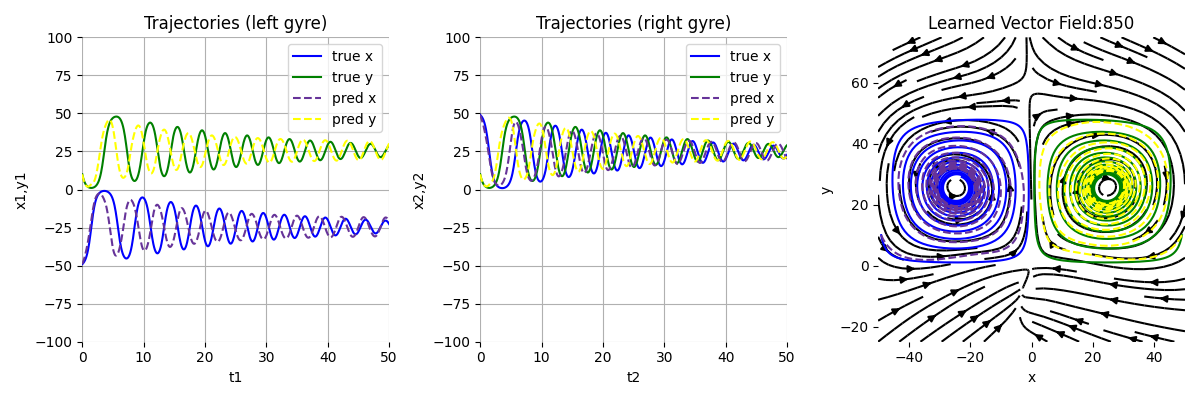 Trajectories (left gyre)
100
75
50
25
0
−25
−50
−75
−100
x1,y1
true x
true y
pred x
pred y
0 10 20 30 40 50
t1
Trajectories (right gyre)
100
75
50
25
0
−25
−50
−75
−100
x2,y2
true x
true y
pred x
pred y
0 10 20 30 40 50
t2
Learned Vector Field:850
60
40
20
0
−20
y
−40 −20 0 20 40
x